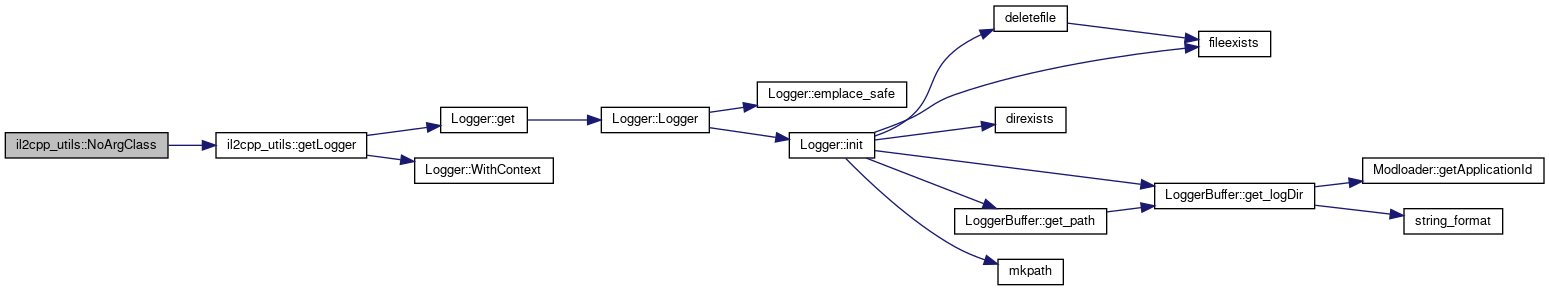 il2cpp_utils::NoArgClass
il2cpp_utils::getLogger
Logger::get
Logger::WithContext
Logger::Logger
Logger::emplace_safe
Logger::init
deletefile
fileexists
direxists
LoggerBuffer::get_logDir
LoggerBuffer::get_path
mkpath
Modloader::getApplicationId
string_format